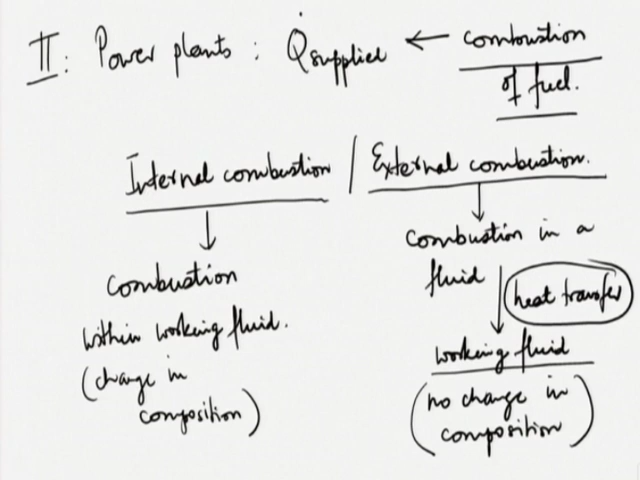 II: Power plants: Q̇supplied ← combustion
of fuel.
Internal combustion / External combustion.
Combustion
within working fluid.
(change in
composition)
Combustion in a
fluid
heat transfer
working fluid
(no change in
composition)